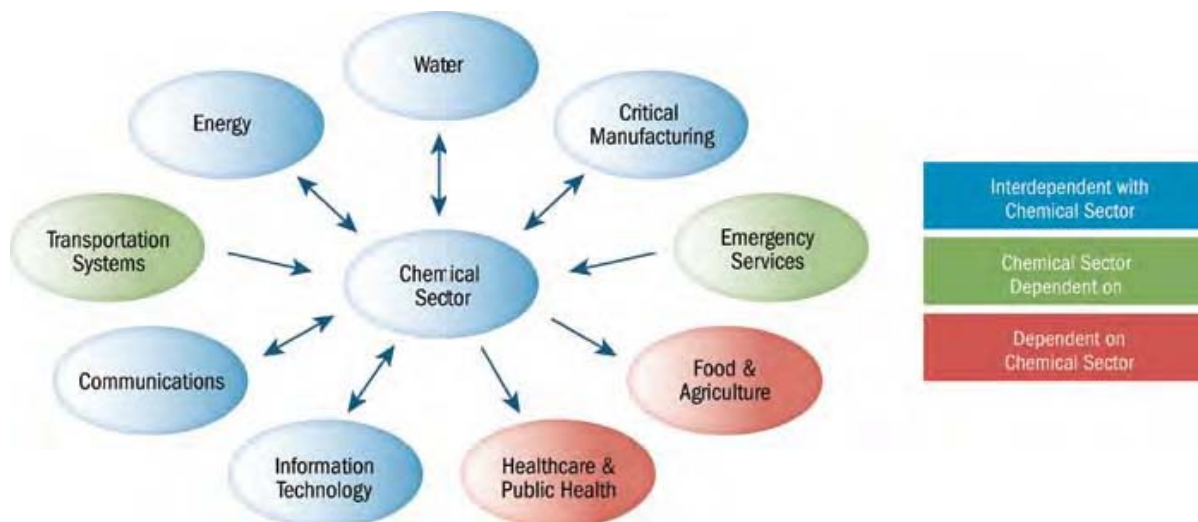 Water
Energy
Critical
Manufacturing
Transportation
Systems
Chemical
Sector
Emergency
Services
Communications
Food &
Agriculture
Information
Technology
Healthcare &
Public Health
Interdependent with
Chemical Sector
Chemical Sector
Dependent on
Dependent on
Chemical Sector